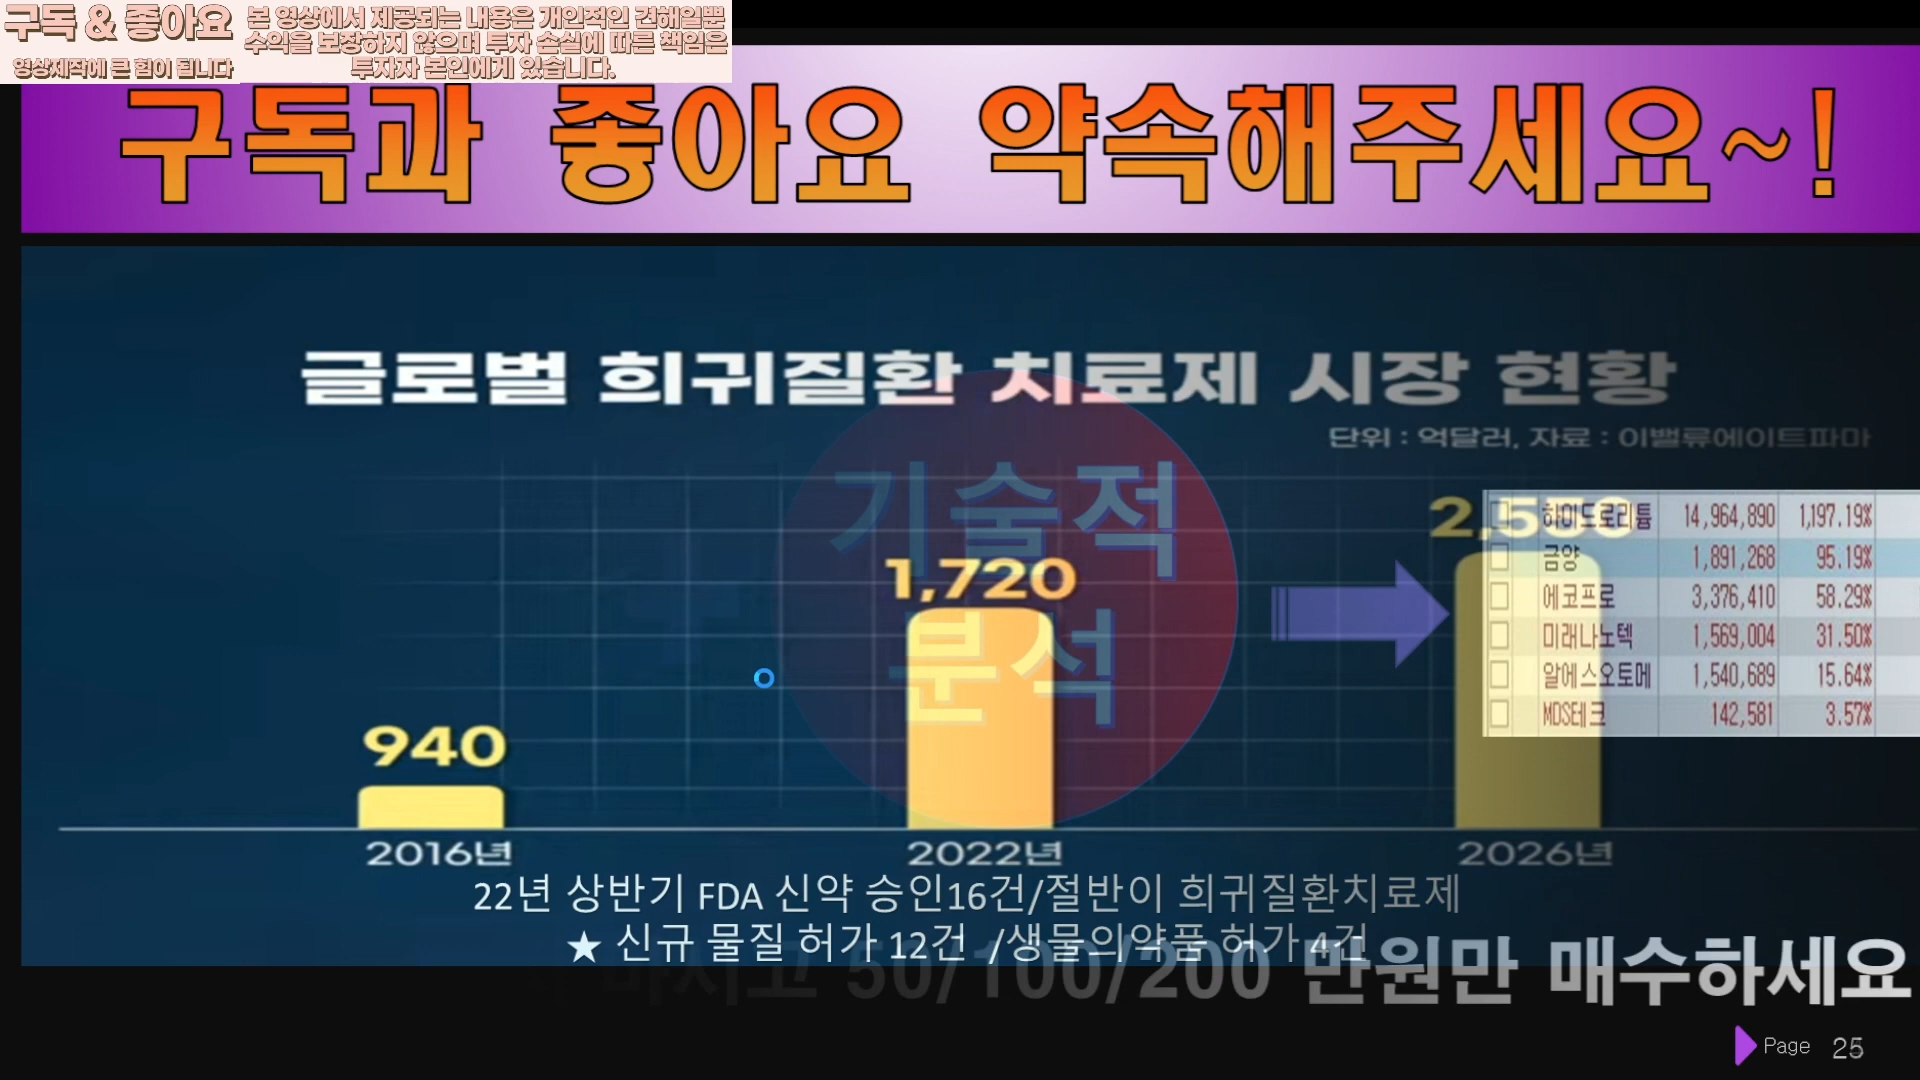 구독 & 좋아요
영상제작에 큰 힘이 됩니다
본 영상에서 제공되는 내용은 개인적인 견해일뿐
수익을 보장하지 않으며 투자 손실에 따른 책임은
투자자 본인에게 있습니다.
구독과 좋아요 약속해주세요~!
글로벌 희귀질환 치료제 시장 현황
단위 : 억달러, 자료 : 이밸류에이트파마
기술적
분석
940
1,720
하이드로리튬 14,964,890 1,197.19%
금양 1,891,268 95.19%
에코프로 3,376,410 58.29%
미래나노텍 1,569,004 31.50%
알에스오토메 1,540,689 15.64%
MDS테크 142,581 3.57%
2016년 2022년 2026년
22년 상반기 FDA 신약 승인16건/절반이 희귀질환치료제
★ 신규 물질 허가 12건 /생물의약품 허가 4건
마시고 50/100/200 만원만 매수하세요
Page 25